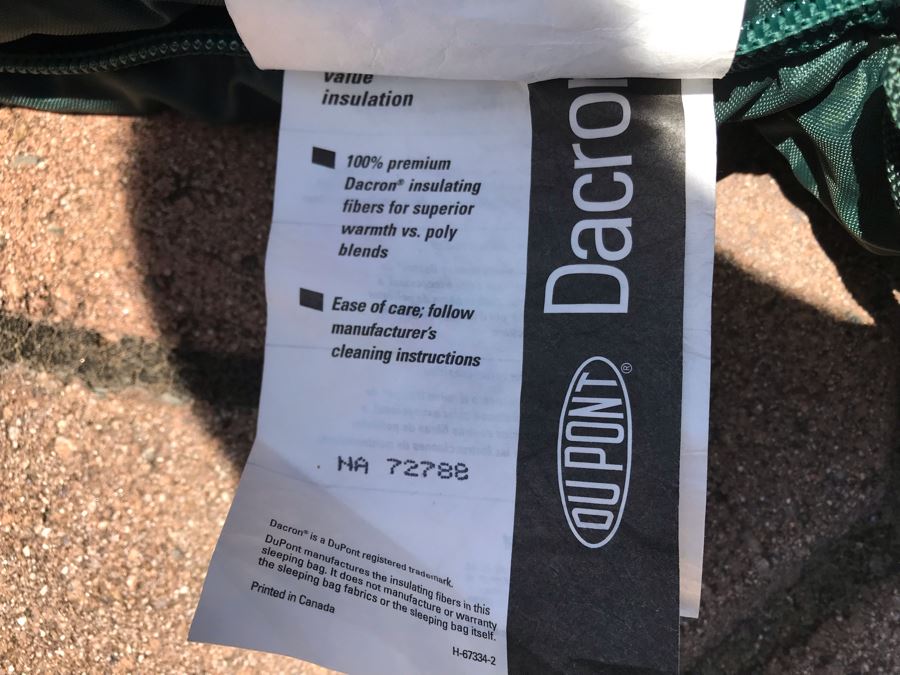 value
insulation
100% premium
Dacron® insulating
fibers for superior
warmth vs. poly
blends
Ease of care; follow
manufacturer's
cleaning instructions
NA 72788
Dacron® is a DuPont registered trademark.
DuPont manufactures the insulating fibers in this
sleeping bag. It does not manufacture or warranty
the sleeping bag fabrics or the sleeping bag itself.
Printed in Canada
H-67334-2
Dacron
DU PONT®